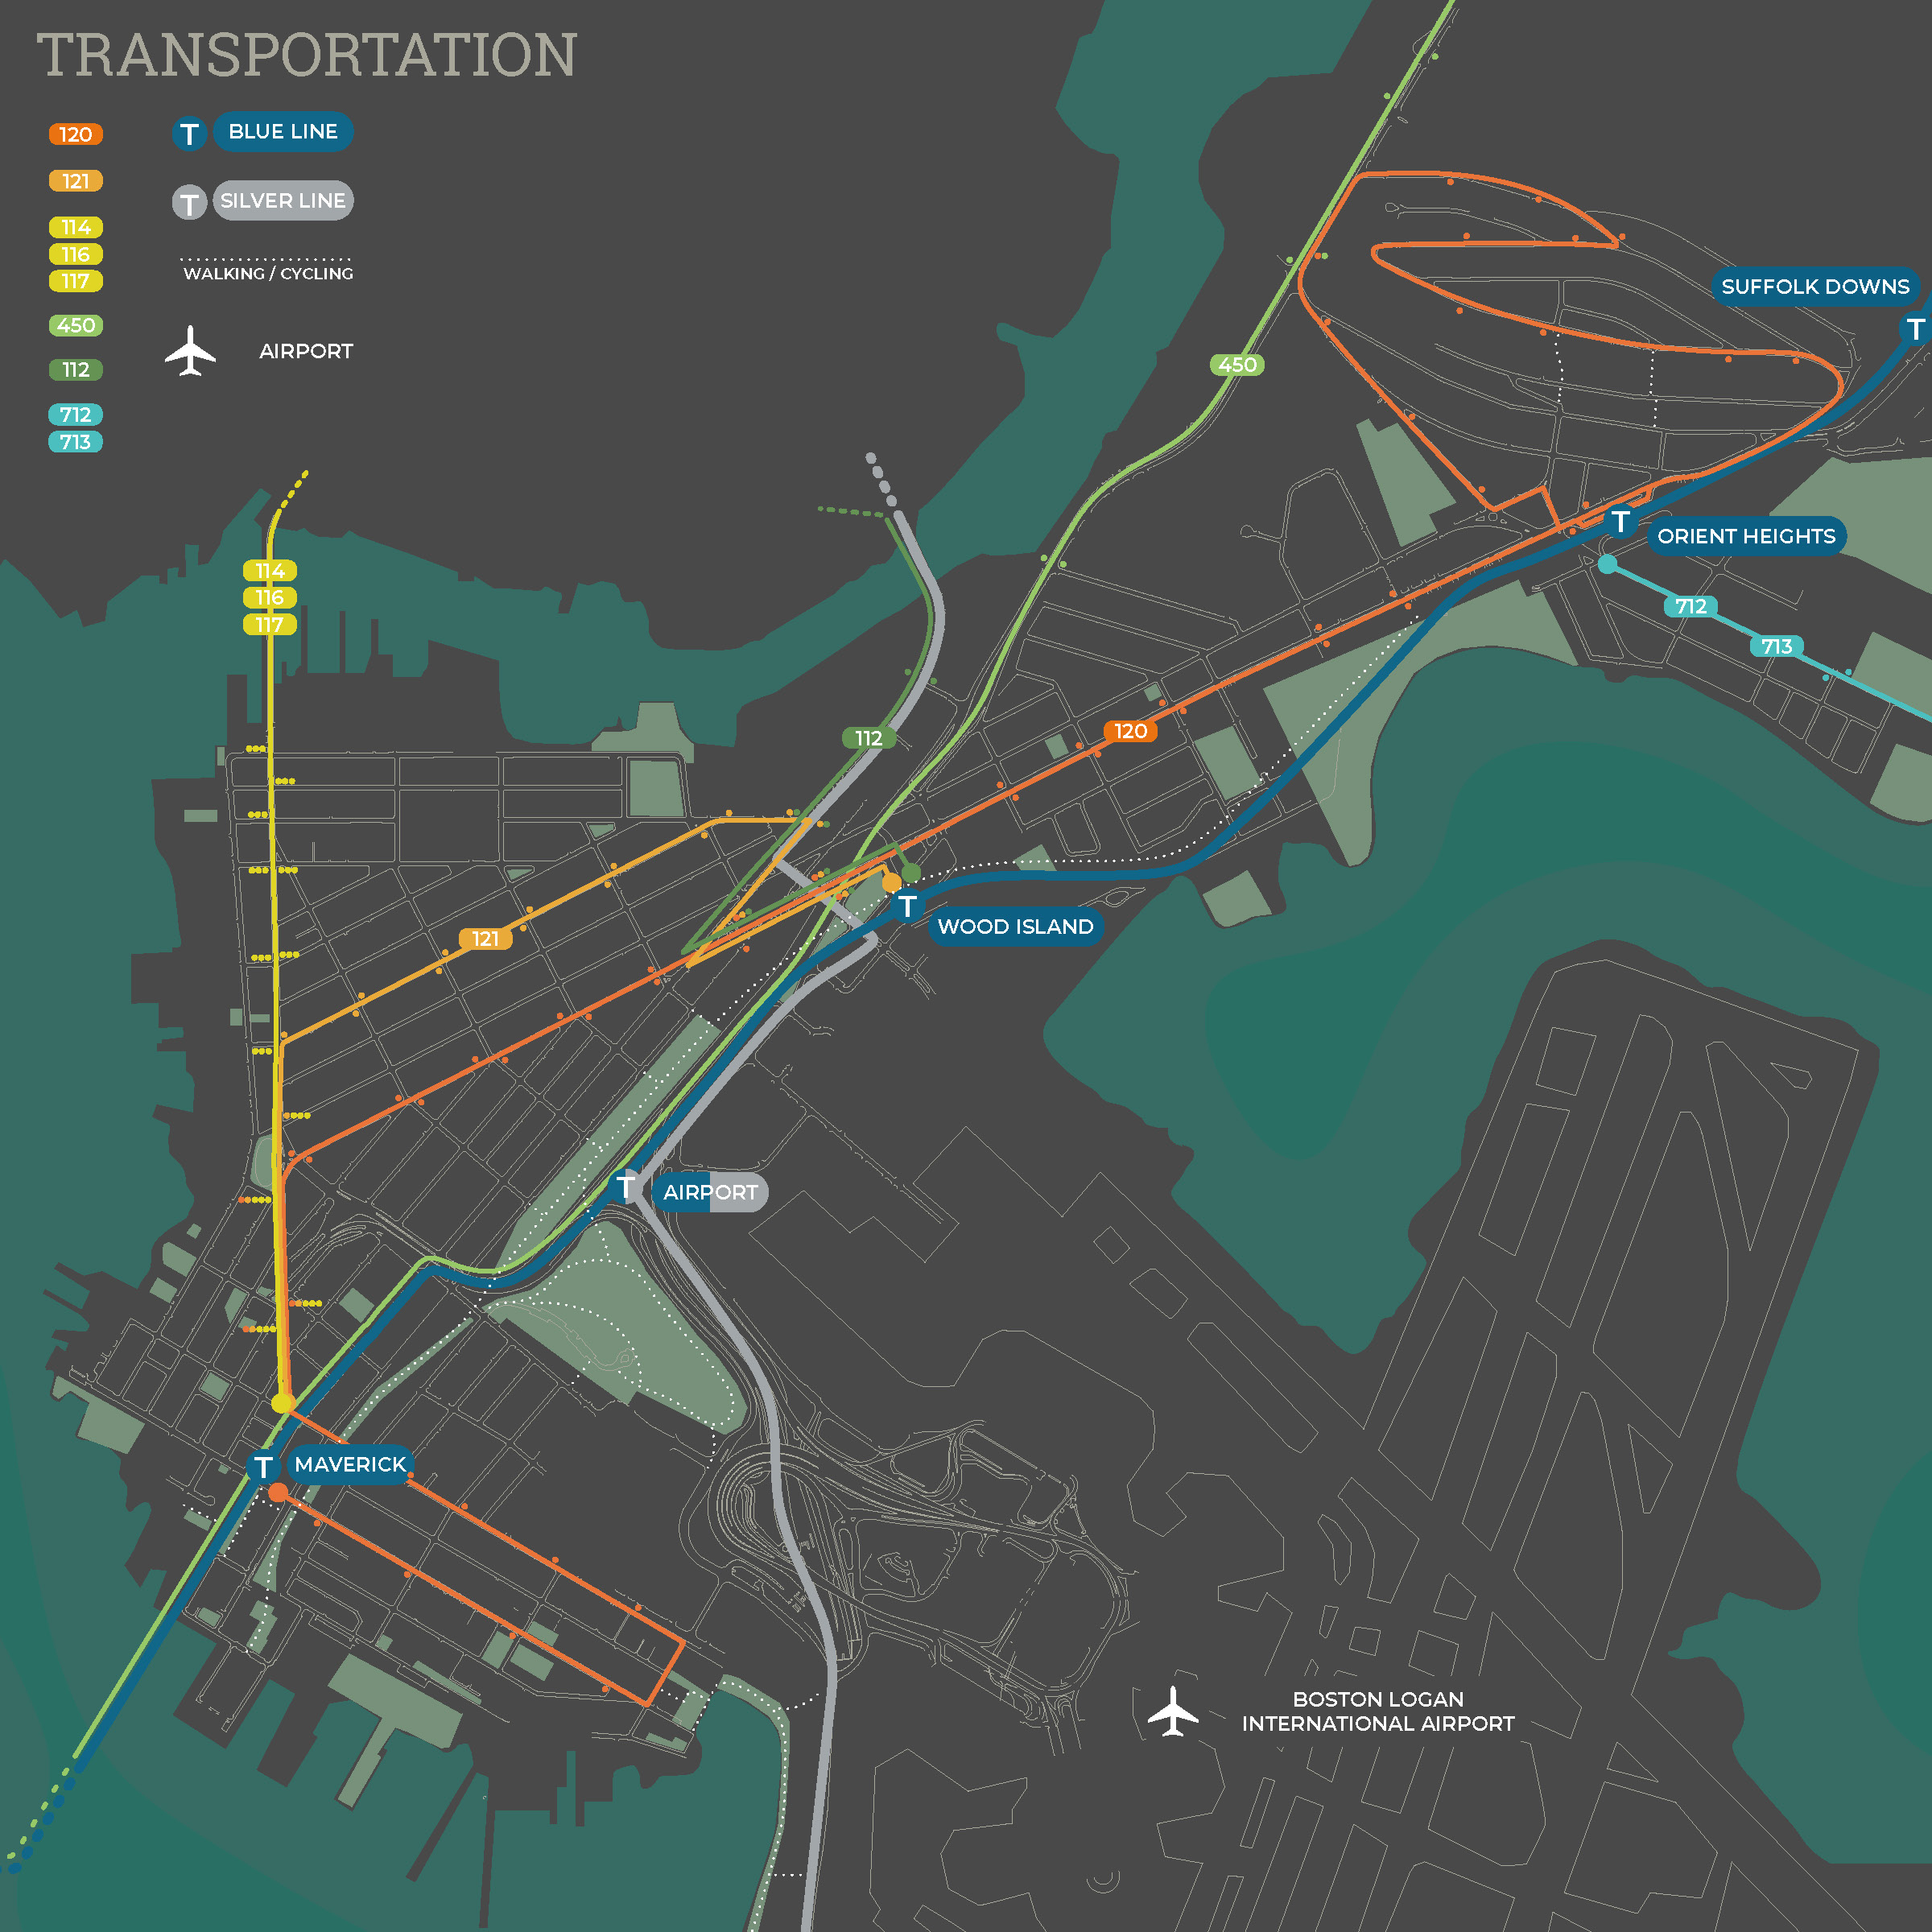 TRANSPORTATION
120
121
114
116
117
450
112
712
713
T BLUE LINE
T SILVER LINE
WALKING / CYCLING
AIRPORT
SUFFOLK DOWNS
T
450
T
ORIENT HEIGHTS
114
116
117
712
713
112
120
121
T
WOOD ISLAND
T
AIRPORT
T
MAVERICK
BOSTON LOGAN
INTERNATIONAL AIRPORT